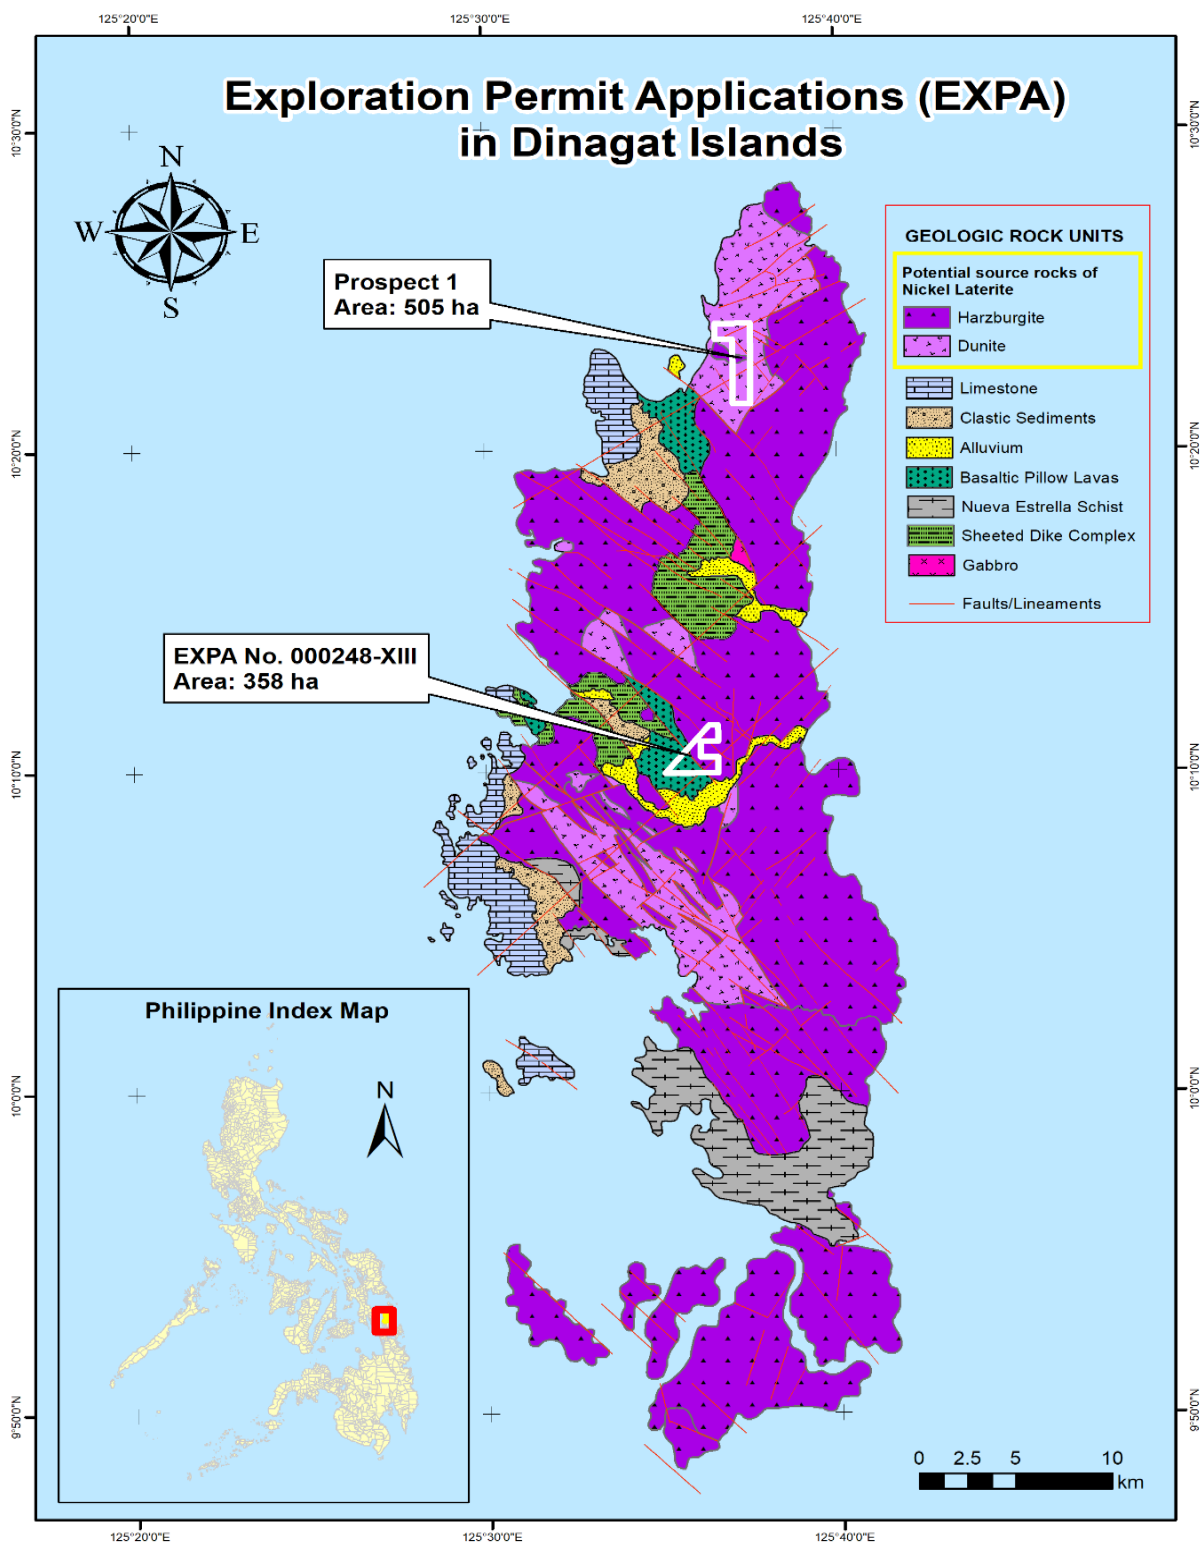 125°20'0"E 125°30'0"E 125°40'0"E
Exploration Permit Applications (EXPA)
in Dinagat Islands
10°30'0"N 10°30'0"N
N
W E
S
GEOLOGIC ROCK UNITS
Potential source rocks of
Nickel Laterite
Harzburgite
Dunite
Limestone
Clastic Sediments
Alluvium
Basaltic Pillow Lavas
Nueva Estrella Schist
Sheeted Dike Complex
Gabbro
Faults/Lineaments
Prospect 1
Area: 505 ha
10°20'0"N 10°20'0"N
EXPA No. 000248-XIII
Area: 358 ha
10°10'0"N 10°10'0"N
Philippine Index Map
N
10°0'0"N 10°0'0"N
9°50'0"N 9°50'0"N
0 2.5 5 10
km
125°20'0"E 125°30'0"E 125°40'0"E